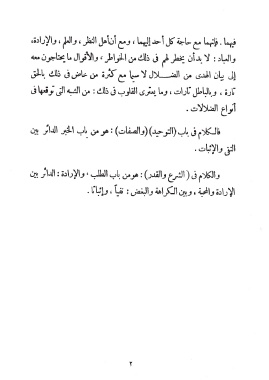 فيهما . فإنهما مع حاجة كل أحد إليهما ، ومع أن أهل النظر ، والعلم ، والإرادة،
والعباد : لا بد أن يخطر لهم في ذلك من الخواطر ، والأقوال ما يحتاجون معه
إلى بيان الهدى من الضلال لا سيما مع كثرة من خاض في ذلك بالحق
تارة ، وبالباطل تارات ، وما يعتري القلوب في ذلك : من الشبه التي توقعها في
أنواع الضلالات .
فالكلام في باب (التوحيد) (والصفات) : هو من باب الخبر الدائر بين
النفي والإثبات .
والكلام في (الشرع والقدر) : هو من باب الطلب ، والإرادة : الدائر بين
الإرادة والمحبة ، وبين الكراهة والبغض : نفياً ، وإثباتاً .
٢